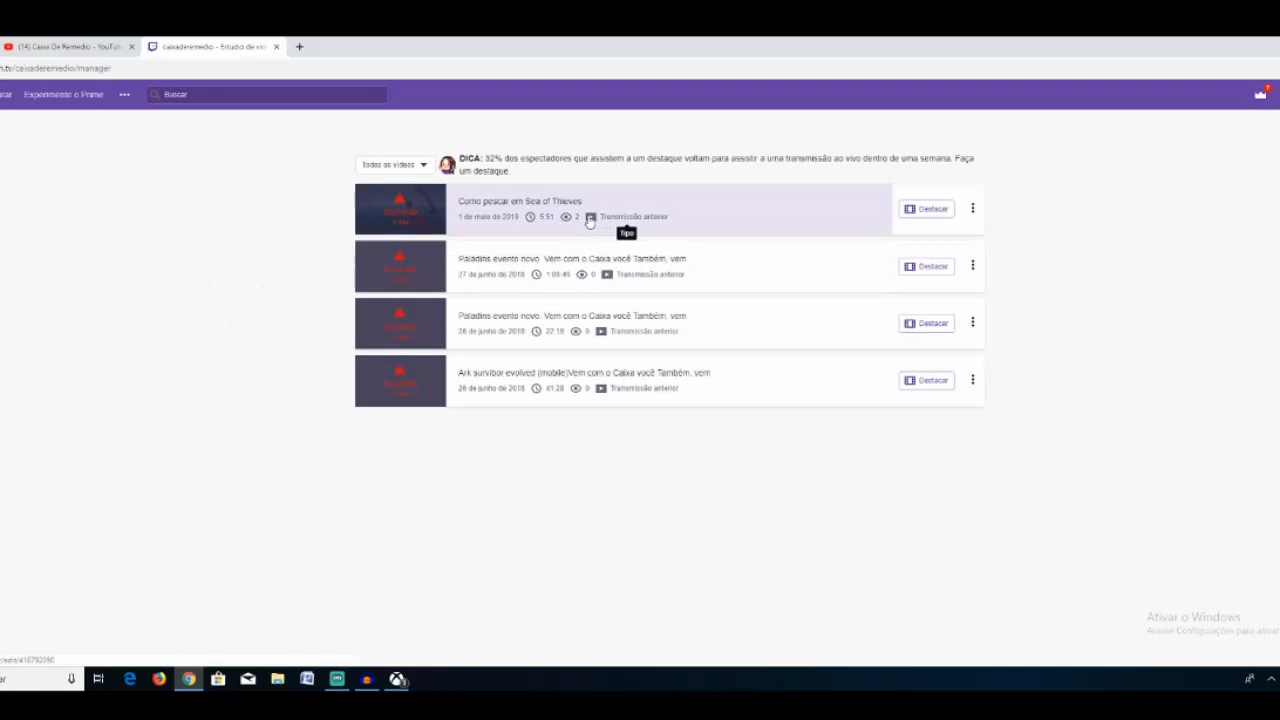 (14) Caixa De Remedio - YouTub
caixaderemedio - Estúdio de víd
n.tv/caixaderemedio/manager
rar Experimente o Prime ••• Buscar
Todos os vídeos
DICA: 32% dos espectadores que assistem a um destaque voltam para assistir a uma transmissão ao vivo dentro de uma semana. Faça
um destaque.
Como pescar em Sea of Thieves
1 de maio de 2019 5:51 2 Transmissão anterior
Destacar
Tipo
Paladins evento novo. Vem com o Caixa você Também, vem
27 de junho de 2018 1:09:46 0 Transmissão anterior
Destacar
Paladins evento novo. Vem com o Caixa você Também, vem
26 de junho de 2018 22:19 0 Transmissão anterior
Destacar
Ark survibor evolved (mobile)Vem com o Caixa você Também, vem
26 de junho de 2018 41:28 0 Transmissão anterior
Destacar
Ativar o Windows
Acesse Configurações para ativar
r/edit/418792050
er